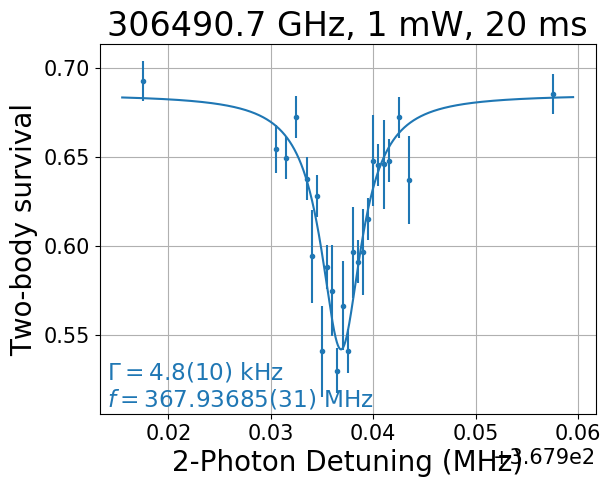 306490.7 GHz, 1 mW, 20 ms
Two-body survival
0.70
0.65
0.60
0.55
Γ = 4.8(10) kHz
f = 367.93685(31) MHz
0.02 0.03 0.04 0.05 0.06
2-Photon Detuning (MHz)
+3.679e2